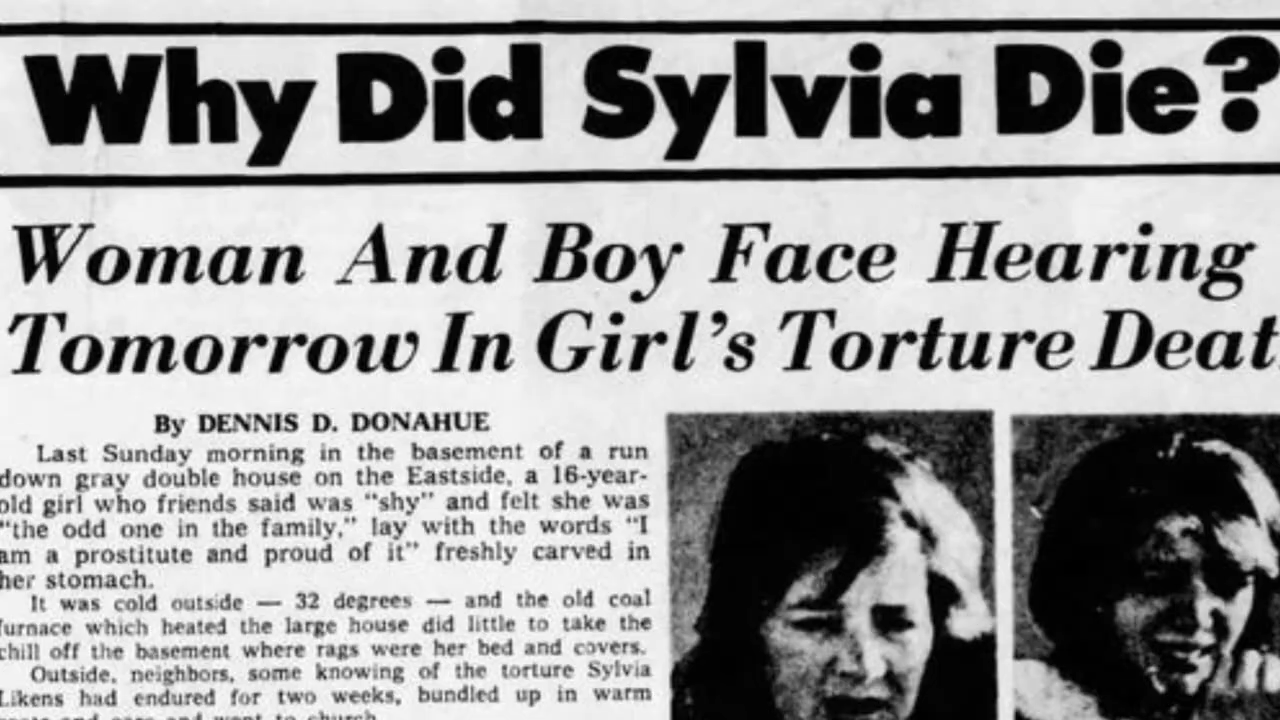 Why Did Sylvia Die?
Woman And Boy Face Hearing
Tomorrow In Girl's Torture Deat
By DENNIS D. DONAHUE
Last Sunday morning in the basement of a run
down gray double house on the Eastside, a 16-year-
old girl who friends said was "shy" and felt she was
"the odd one in the family," lay with the words "I
am a prostitute and proud of it" freshly carved in
her stomach.
It was cold outside — 32 degrees — and the old coal
furnace which heated the large house did little to take the
chill off the basement where rags were her bed and covers.
Outside, neighbors, some knowing of the torture Sylvia
Likens had endured for two weeks, bundled up in warm
and went to church